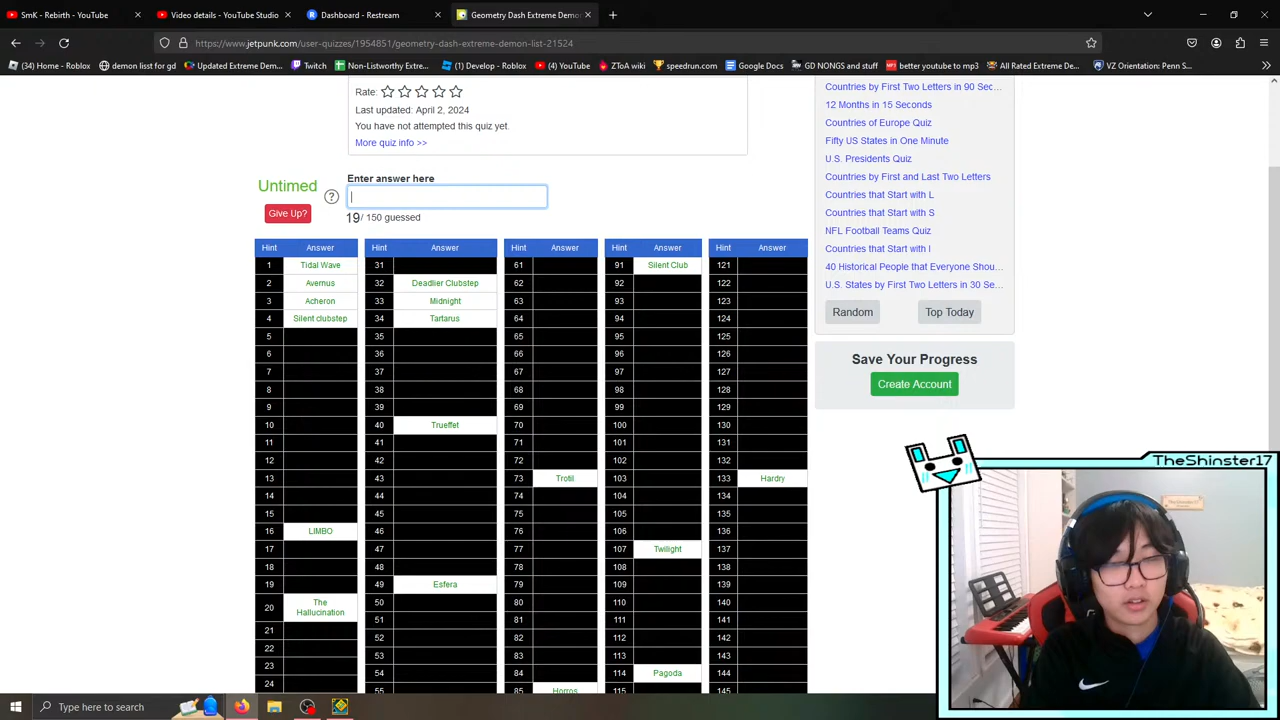 SmK - Rebirth - YouTube
Video details - YouTube Studio
Dashboard - Restream
Geometry Dash Extreme Demo
https://www.jetpunk.com/user-quizzes/1954851/geometry-dash-extreme-demon-list-21524
(34) Home - Roblox
demon lisst for gd
Updated Extreme Dem...
Twitch
Non-Listworthy Extre...
(1) Develop - Roblox
(4) YouTube
ZToA wiki
speedrun.com
Google Docs
GD NONGS and stuff
better youtube to mp3
All Rated Extreme De...
VZ Orientation: Penn S...
Rate:
Last updated: April 2, 2024
You have not attempted this quiz yet.
More quiz info >>
Untimed
Give Up?
?
Enter answer here
19/ 150 guessed
Hint Answer Hint Answer Hint Answer Hint Answer Hint Answer
1 Tidal Wave 31 61 91 Silent Club 121
2 Avernus 32 Deadlier Clubstep 62 92 122
3 Acheron 33 Midnight 63 93 123
4 Silent clubstep 34 Tartarus 64 94 124
5 35 65 95 125
6 36 66 96 126
7 37 67 97 127
8 38 68 98 128
9 39 69 99 129
10 40 Trueffet 70 100 130
11 41 71 101 131
12 42 72 102 132
13 43 73 Trotil 103 133 Hardry
14 44 74 104 134
15 45 75 105 135
16 LIMBO 46 76 106 136
17 47 77 107 Twilight 137
18 48 78 108 138
19 49 Esfera 79 109 139
20 The Hallucination 50 80 110 140
21 51 81 111 141
22 52 82 112 142
23 53 83 113 143
24 54 84 114 Pagoda 144
55 85 Horros 115 145
Countries by First Two Letters in 90 Sec...
12 Months in 15 Seconds
Countries of Europe Quiz
Fifty US States in One Minute
U.S. Presidents Quiz
Countries by First and Last Two Letters
Countries that Start with L
Countries that Start with S
NFL Football Teams Quiz
Countries that Start with I
40 Historical People that Everyone Shou...
U.S. States by First Two Letters in 30 Se...
Random
Top Today
Save Your Progress
Create Account
TheShinster17
Type here to search